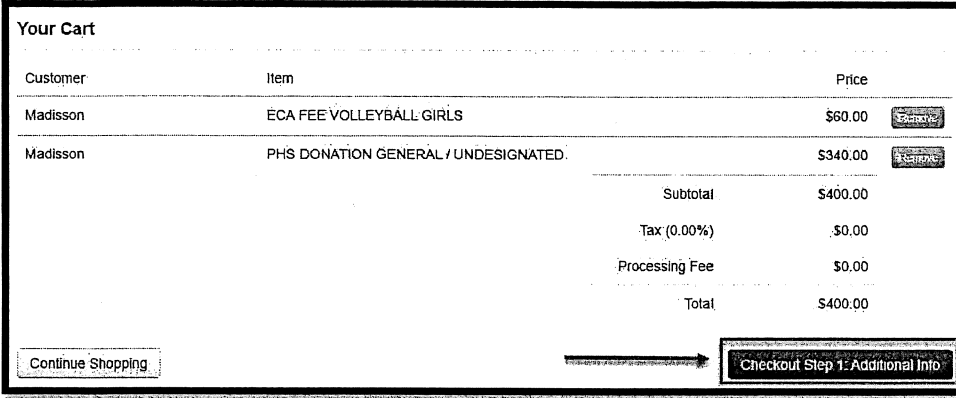 Your Cart
Customer Item Price
Madisson ECA FEE VOLLEYBALL GIRLS $60.00 Remove
Madisson PHS DONATION GENERAL / UNDESIGNATED. $340.00 Remove
Subtotal $400.00
Tax (0.00%) $0.00
Processing Fee $0.00
Total $400.00
Continue Shopping Checkout Step 1: Additional Info